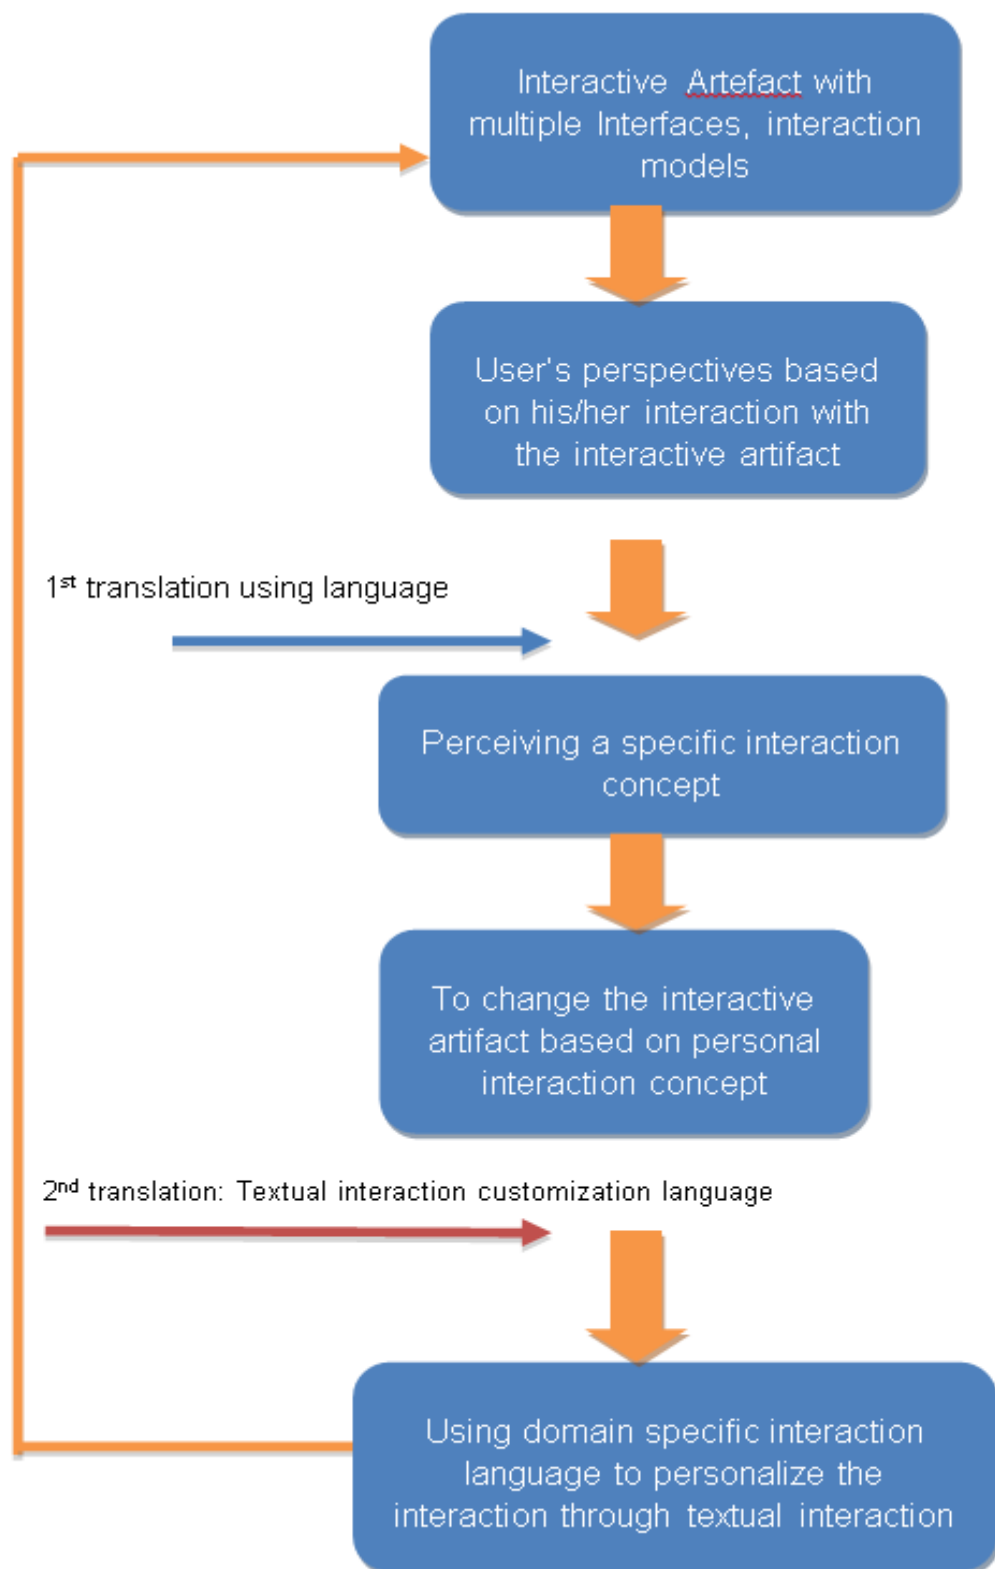 Interactive Artefact with
multiple Interfaces, interaction
models
User's perspectives based
on his/her interaction with
the interactive artifact
1st translation using language
Perceiving a specific interaction
concept
To change the interactive
artifact based on personal
interaction concept
2nd translation: Textual interaction customization language
Using domain specific interaction
language to personalize the
interaction through textual interaction